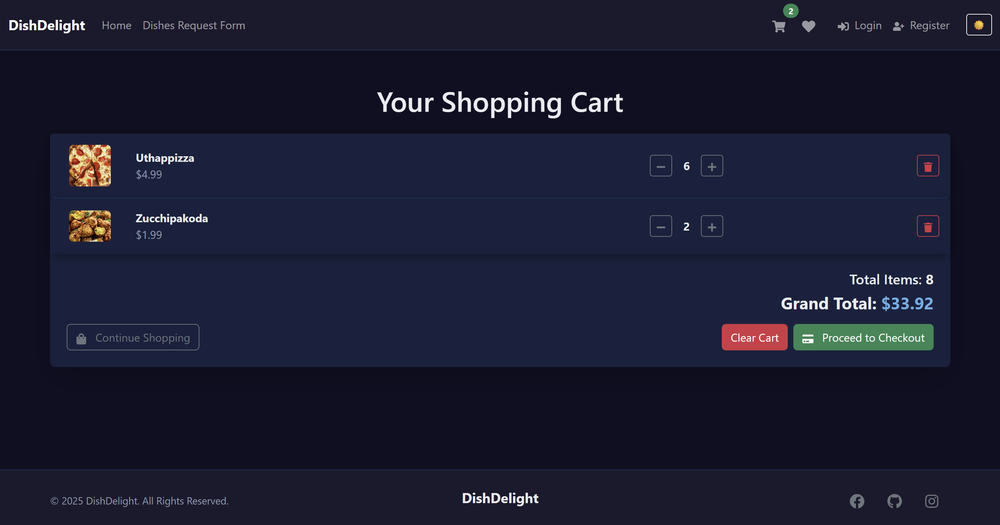 2
DishDelight Home Dishes Request Form Login Register
Your Shopping Cart
Uthappizza
$4.99
6
Zucchipakoda
$1.99
2
Total Items: 8
Grand Total: $33.92
Continue Shopping Clear Cart Proceed to Checkout
© 2025 DishDelight. All Rights Reserved. DishDelight